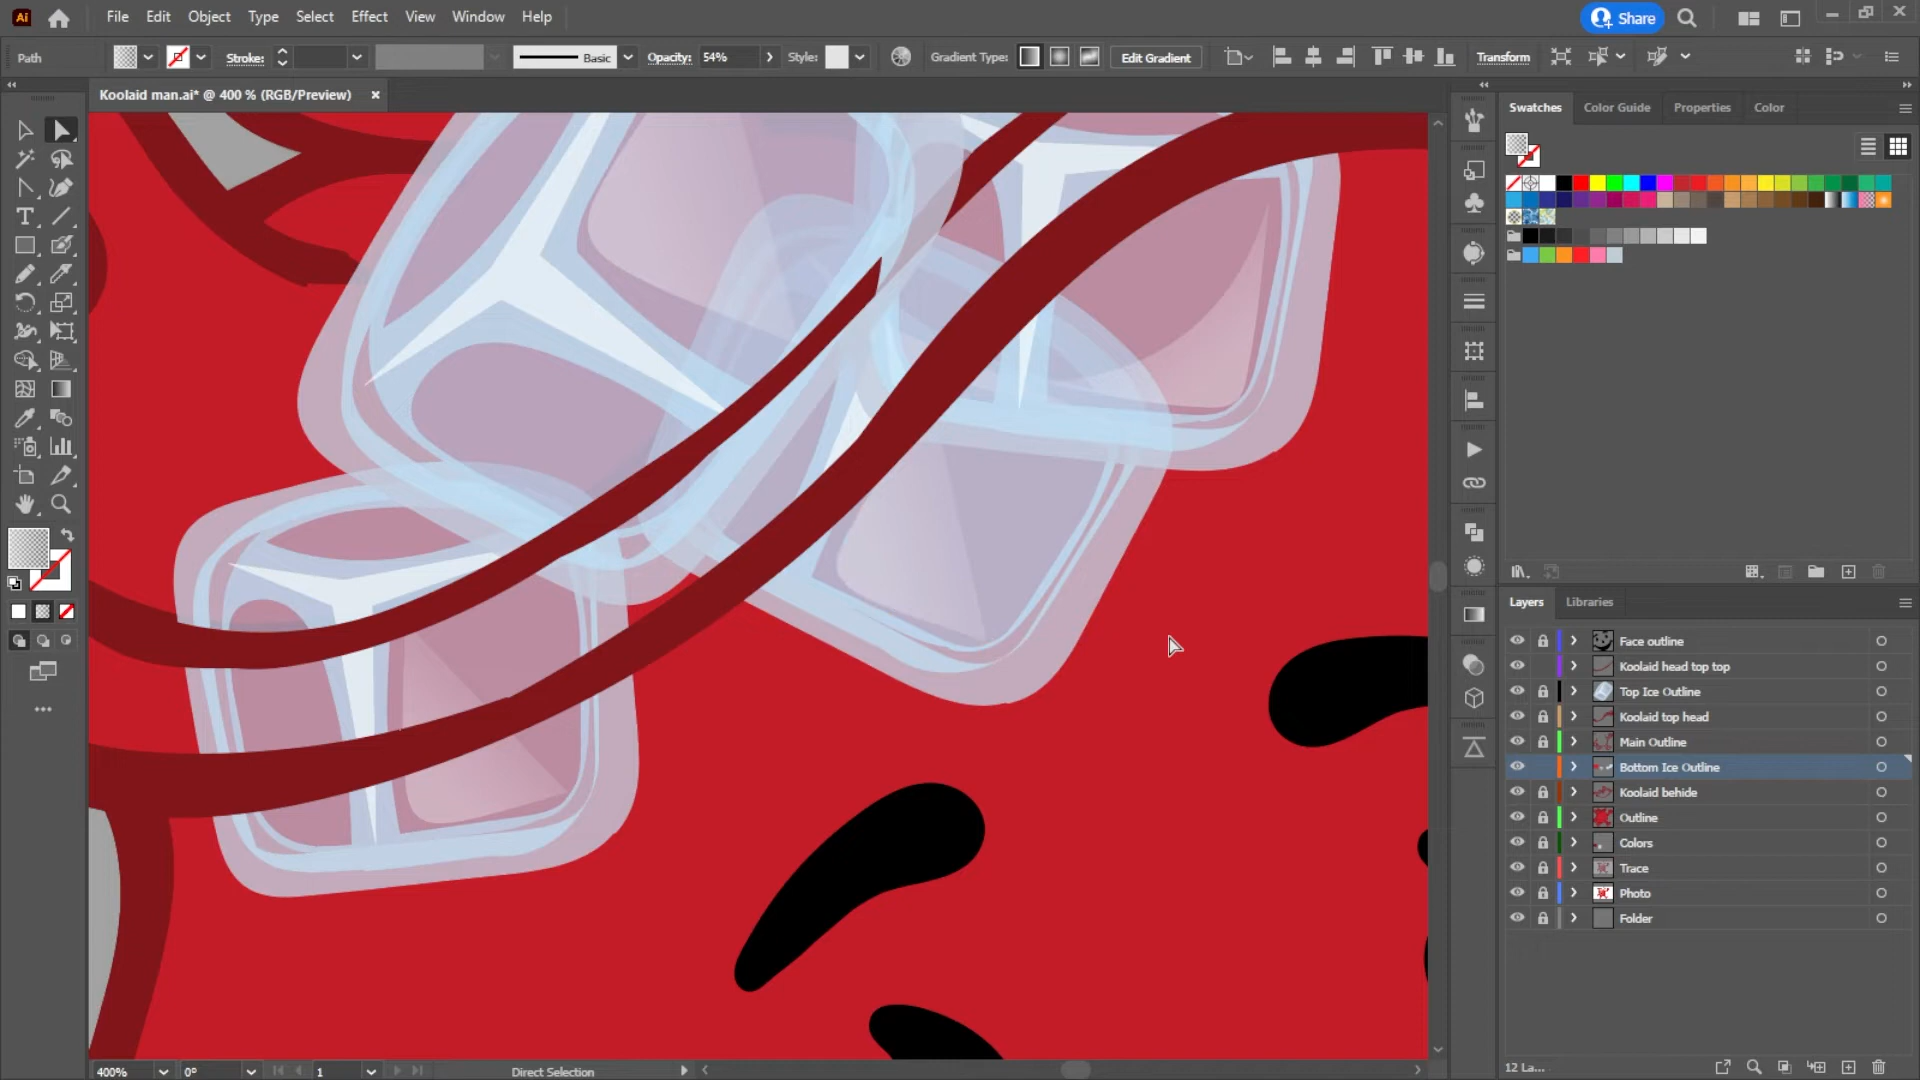 Ai File Edit Object Type Select Effect View Window Help Share
Path Stroke: Basic Opacity: 54% Style: Gradient Type: Edit Gradient Transform
Koolaid man.ai* @ 400 % (RGB/Preview) ×
Swatches Color Guide Properties Color
Layers Libraries
Face outline
Koolaid head top top
Top Ice Outline
Koolaid top head
Main Outline
Bottom Ice Outline
Koolaid behide
Outline
Colors
Trace
Photo
Folder
400% 0° 1 Direct Selection 12 La...